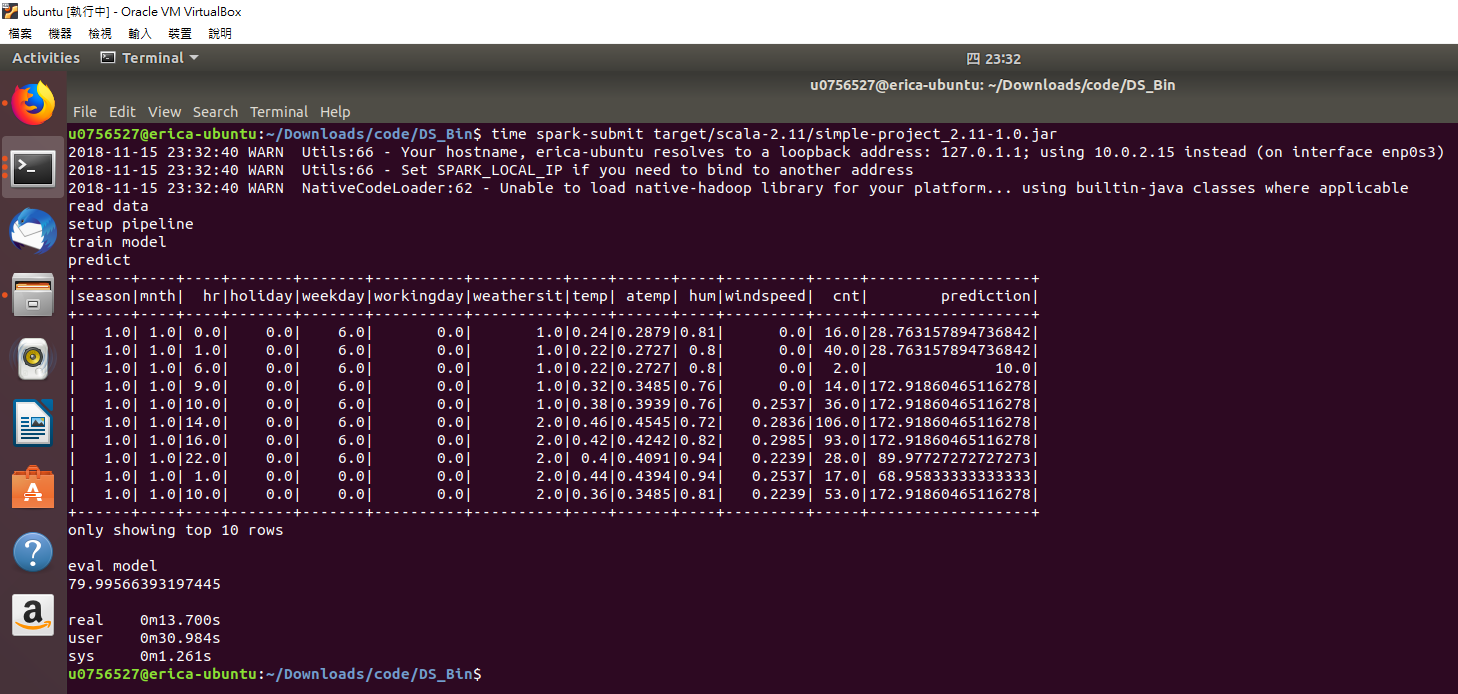 ubuntu [執行中] - Oracle VM VirtualBox
檔案 機器 檢視 輸入 裝置 說明
Activities Terminal 四 23:32
u0756527@erica-ubuntu: ~/Downloads/code/DS_Bin
File Edit View Search Terminal Help
u0756527@erica-ubuntu:~/Downloads/code/DS_Bin$ time spark-submit target/scala-2.11/simple-project_2.11-1.0.jar
2018-11-15 23:32:40 WARN  Utils:66 - Your hostname, erica-ubuntu resolves to a loopback address: 127.0.1.1; using 10.0.2.15 instead (on interface enp0s3)
2018-11-15 23:32:40 WARN  Utils:66 - Set SPARK_LOCAL_IP if you need to bind to another address
2018-11-15 23:32:40 WARN  NativeCodeLoader:62 - Unable to load native-hadoop library for your platform... using builtin-java classes where applicable
read data
setup pipeline
train model
predict
+------+----+----+-------+-------+----------+----------+----+------+----+---------+-----+------------------+
|season|mnth|  hr|holiday|weekday|workingday|weathersit|temp| atemp| hum|windspeed|  cnt|        prediction|
+------+----+----+-------+-------+----------+----------+----+------+----+---------+-----+------------------+
|   1.0| 1.0| 0.0|    0.0|    6.0|       0.0|       1.0|0.24|0.2879|0.81|      0.0| 16.0|28.763157894736842|
|   1.0| 1.0| 1.0|    0.0|    6.0|       0.0|       1.0|0.22|0.2727| 0.8|      0.0| 40.0|28.763157894736842|
|   1.0| 1.0| 6.0|    0.0|    6.0|       0.0|       1.0|0.22|0.2727| 0.8|      0.0|  2.0|              10.0|
|   1.0| 1.0| 9.0|    0.0|    6.0|       0.0|       1.0|0.32|0.3485|0.76|      0.0| 14.0|172.91860465116278|
|   1.0| 1.0|10.0|    0.0|    6.0|       0.0|       1.0|0.38|0.3939|0.76|   0.2537| 36.0|172.91860465116278|
|   1.0| 1.0|14.0|    0.0|    6.0|       0.0|       2.0|0.46|0.4545|0.72|   0.2836|106.0|172.91860465116278|
|   1.0| 1.0|16.0|    0.0|    6.0|       0.0|       2.0|0.42|0.4242|0.82|   0.2985| 93.0|172.91860465116278|
|   1.0| 1.0|22.0|    0.0|    6.0|       0.0|       2.0| 0.4|0.4091|0.94|   0.2239| 28.0| 89.97727272727273|
|   1.0| 1.0| 1.0|    0.0|    0.0|       0.0|       2.0|0.44|0.4394|0.94|   0.2537| 17.0| 68.95833333333333|
|   1.0| 1.0|10.0|    0.0|    0.0|       0.0|       2.0|0.36|0.3485|0.81|   0.2239| 53.0|172.91860465116278|
+------+----+----+-------+-------+----------+----------+----+------+----+---------+-----+------------------+
only showing top 10 rows
eval model
79.99566393197445
real    0m13.700s
user    0m30.984s
sys     0m1.261s
u0756527@erica-ubuntu:~/Downloads/code/DS_Bin$